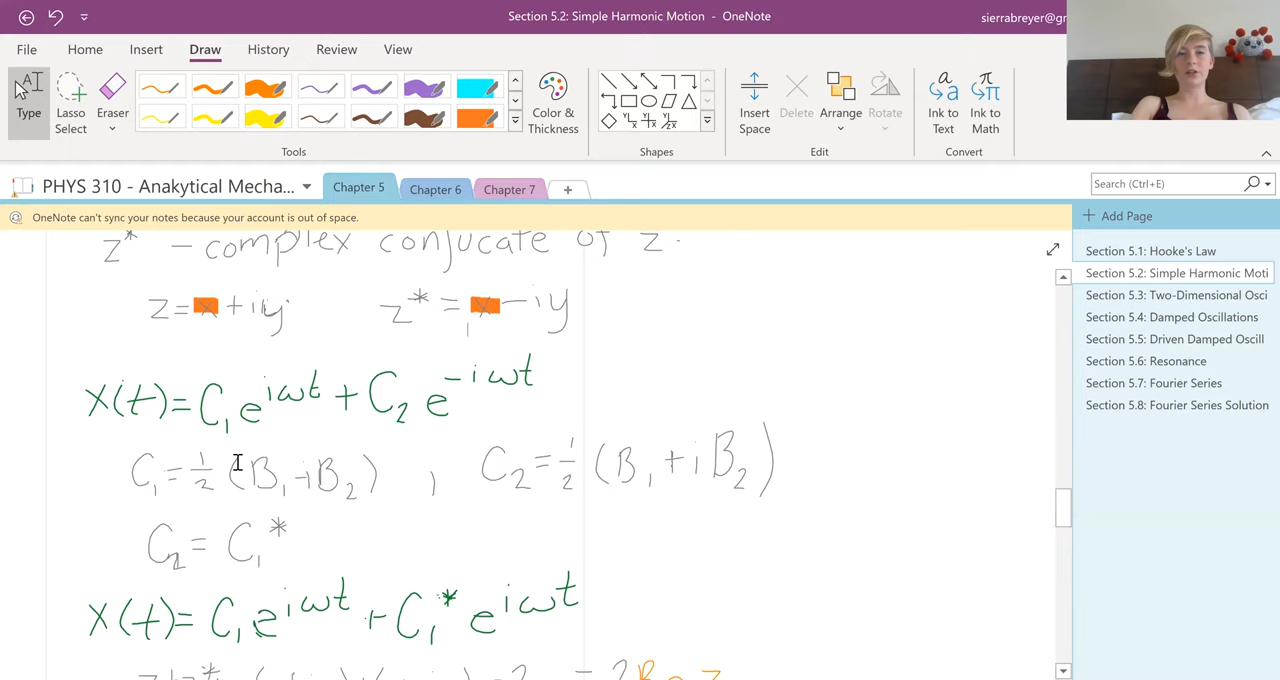 Section 5.2: Simple Harmonic Motion - OneNote
sierrabreyer@gr
File Home Insert Draw History Review View
Type
Lasso Select
Eraser
Color & Thickness
Insert Space
Delete
Arrange
Rotate
Ink to Text
Ink to Math
Tools Shapes Edit Convert
PHYS 310 - Anakytical Mecha...
Chapter 5 Chapter 6 Chapter 7 +
Search (Ctrl+E)
OneNote can't sync your notes because your account is out of space.
Add Page
Section 5.1: Hooke's Law
Section 5.2: Simple Harmonic Moti
Section 5.3: Two-Dimensional Osci
Section 5.4: Damped Oscillations
Section 5.5: Driven Damped Oscill
Section 5.6: Resonance
Section 5.7: Fourier Series
Section 5.8: Fourier Series Solution
z* - complex conjucate of z.
z = x + iy z* = x - iy
x(t) = C₁e^{iωt} + C₂e^{-iωt}
C₁ = 1/2 (B₁ - iB₂) , C₂ = 1/2 (B₁ + iB₂)
C₂ = C₁*
x(t) = C₁e^{iωt} + C₁* e^{iωt}